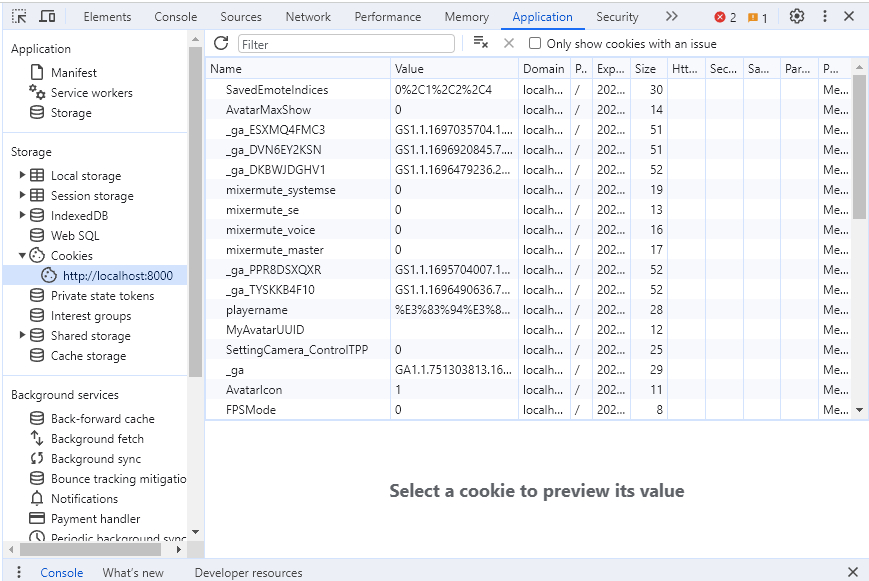 Elements Console Sources Network Performance Memory Application Security 2 1
Application
Manifest
Service workers
Storage
Storage
Local storage
Session storage
IndexedDB
Web SQL
Cookies
http://localhost:8000
Private state tokens
Interest groups
Shared storage
Cache storage
Background services
Back-forward cache
Background fetch
Background sync
Bounce tracking mitigatio
Notifications
Payment handler
Periodic background sync
Filter Only show cookies with an issue
Name Value Domain P.. Exp... Size Htt... Sec... Sa... Par... P...
SavedEmoteIndices 0%2C1%2C2%2C4 localh... / 202... 30 Me...
AvatarMaxShow 0 localh... / 202... 14 Me...
_ga_ESXMQ4FMC3 GS1.1.1697035704.1.... localh... / 202... 51 Me...
_ga_DVN6EY2KSN GS1.1.1696920845.7.... localh... / 202... 51 Me...
_ga_DKBWJDGHV1 GS1.1.1696479236.2... localh... / 202... 52 Me...
mixermute_systemse 0 localh... / 202... 19 Me...
mixermute_se 0 localh... / 202... 13 Me...
mixermute_voice 0 localh... / 202... 16 Me...
mixermute_master 0 localh... / 202... 17 Me...
_ga_PPR8DSXQXR GS1.1.1695704007.1... localh... / 202... 52 Me...
_ga_TYSKKB4F10 GS1.1.1696490636.7... localh... / 202... 52 Me...
playername %E3%83%94%E3%8... localh... / 202... 28 Me...
MyAvatarUUID localh... / 202... 12 Me...
SettingCamera_ControlTPP 0 localh... / 202... 25 Me...
_ga GA1.1.751303813.16... localh... / 202... 29 Me...
AvatarIcon 1 localh... / 202... 11 Me...
FPSMode 0 localh... / 202... 8 Me...
Select a cookie to preview its value
Console What's new Developer resources